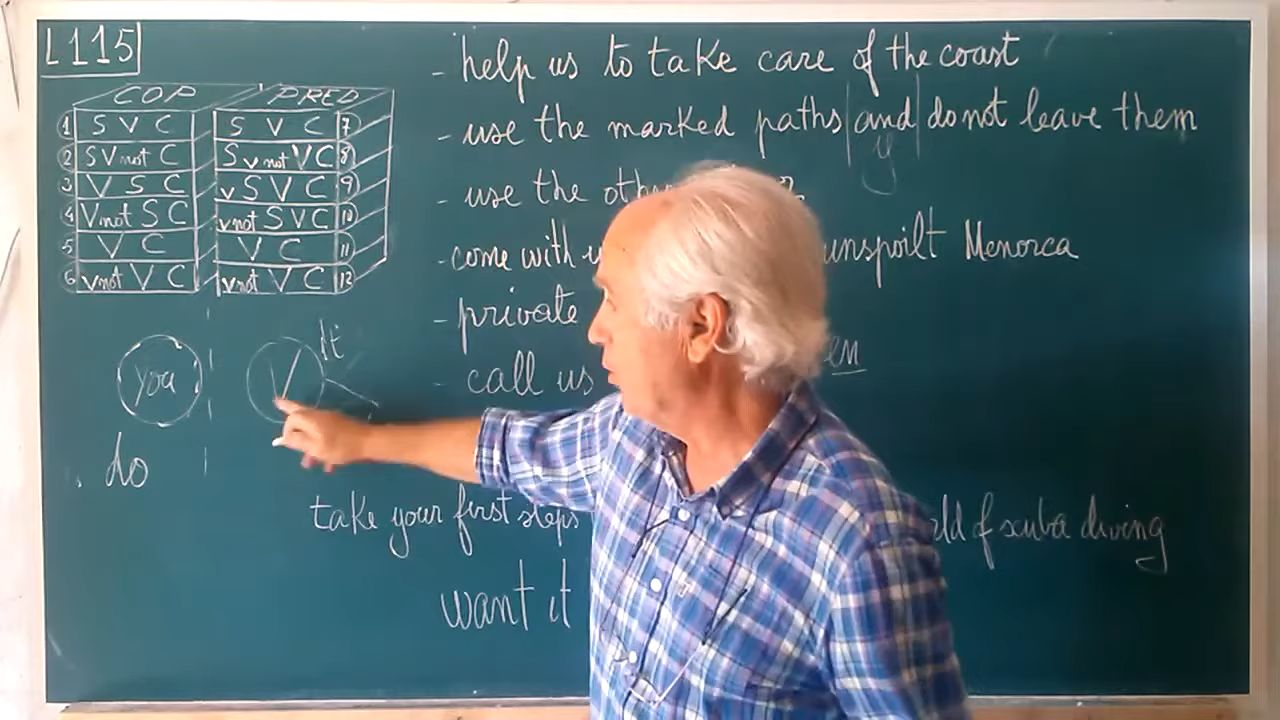 L115
COP PRED
1 S V C S V C 7
2 S V not C S v not V C 8
3 V S C v S V C 9
4 V not S C v not S V C 10
5 V C V C 11
6 v not V C v not V C 12
you V dt
. do
- help us to take care of the coast
- use the marked paths | and | do not leave them
y
- use the
- come with unspoilt Menorca
- private
- call us en
take your first steps of scuba diving
want it